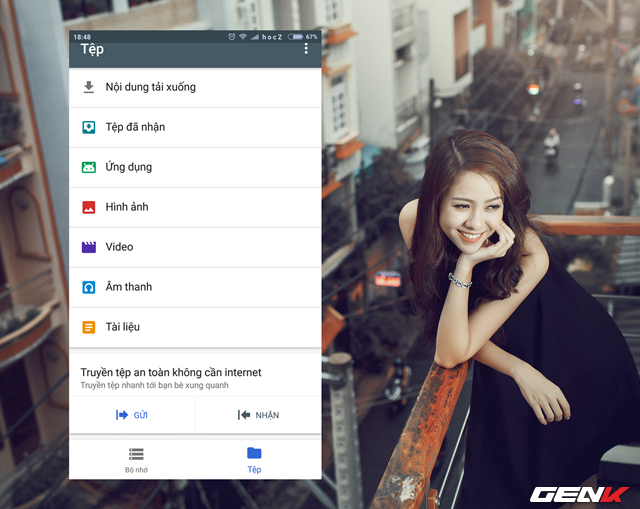 18:48
h o c Z
67%
Tệp
Nội dung tải xuống
Tệp đã nhận
Ứng dụng
Hình ảnh
Video
Âm thanh
Tài liệu
Truyền tệp an toàn không cần internet
Truyền tệp nhanh tới bạn bè xung quanh
GỬI
NHẬN
Bộ nhớ
Tệp
GENK